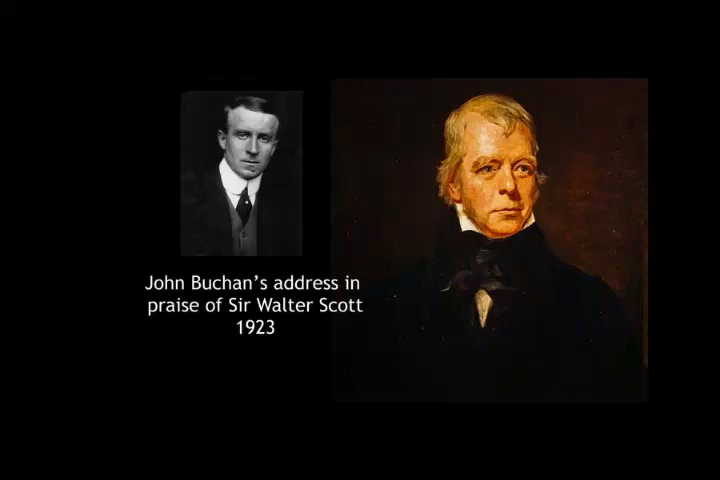 John Buchan's address in
praise of Sir Walter Scott
1923